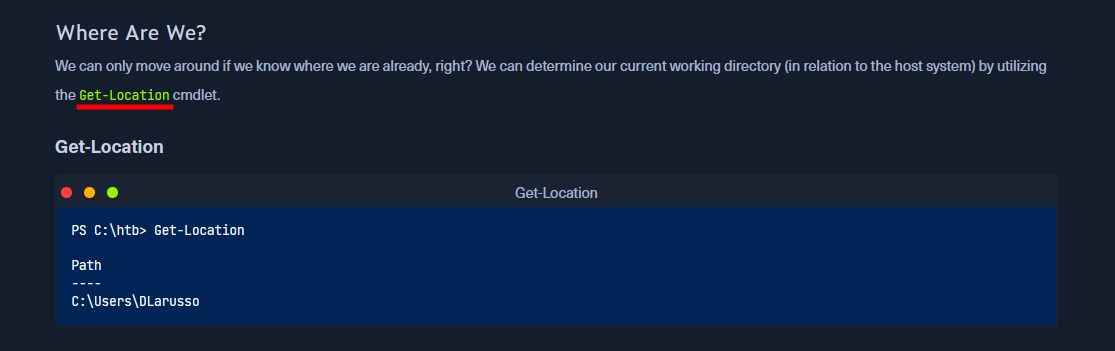 Where Are We?
We can only move around if we know where we are already, right? We can determine our current working directory (in relation to the host system) by utilizing
the Get-Location cmdlet.
Get-Location
Get-Location
PS C:\htb> Get-Location
Path
----
C:\Users\DLarusso